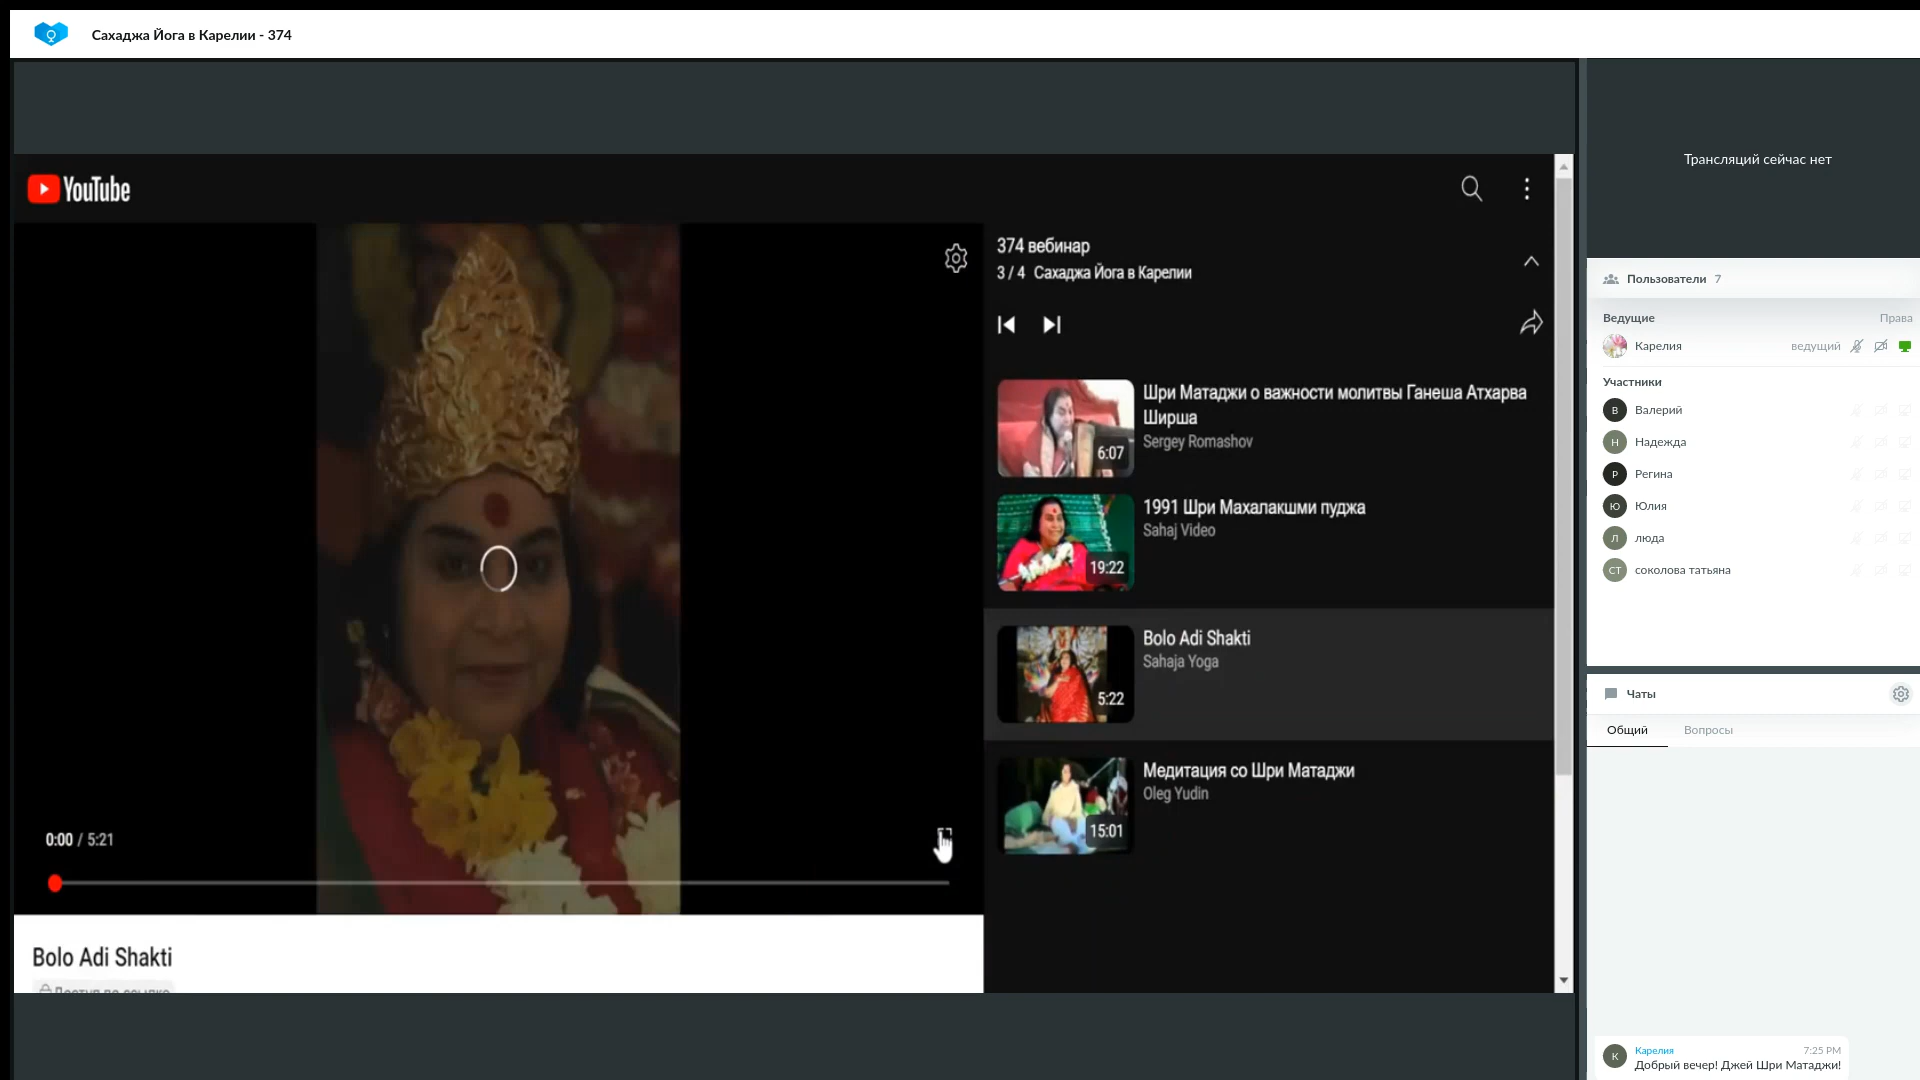 Сахаджа Йога в Карелии - 374
YouTube
374 вебинар
3 / 4 Сахаджа Йога в Карелии
Шри Матаджи о важности молитвы Ганеша Атхарва
Ширша
Sergey Romashov
6:07
1991 Шри Махалакшми пуджа
Sahaj Video
19:22
Bolo Adi Shakti
Sahaja Yoga
5:22
Медитация со Шри Матаджи
Oleg Yudin
15:01
0:00 / 5:21
Bolo Adi Shakti
Доступ по ссылке
Трансляций сейчас нет
Пользователи 7
Ведущие Права
Карелия ведущий
Участники
В Валерий
Н Надежда
Р Регина
Ю Юлия
Л люда
СТ соколова татьяна
Чаты
Общий Вопросы
К Карелия 7:25 PM
Добрый вечер! Джей Шри Матаджи!